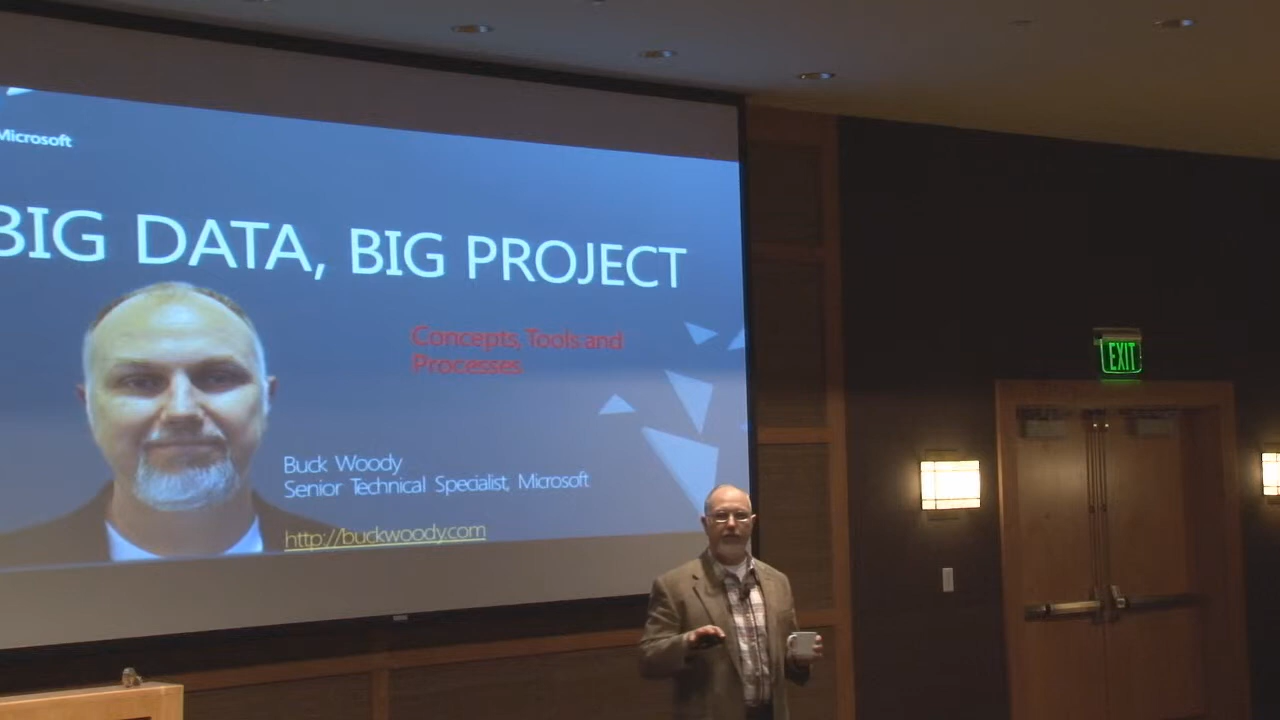 Microsoft
BIG DATA, BIG PROJECT
Concepts, Tools and
Processes
Buck Woody
Senior Technical Specialist, Microsoft
http://buckwoody.com
EXIT